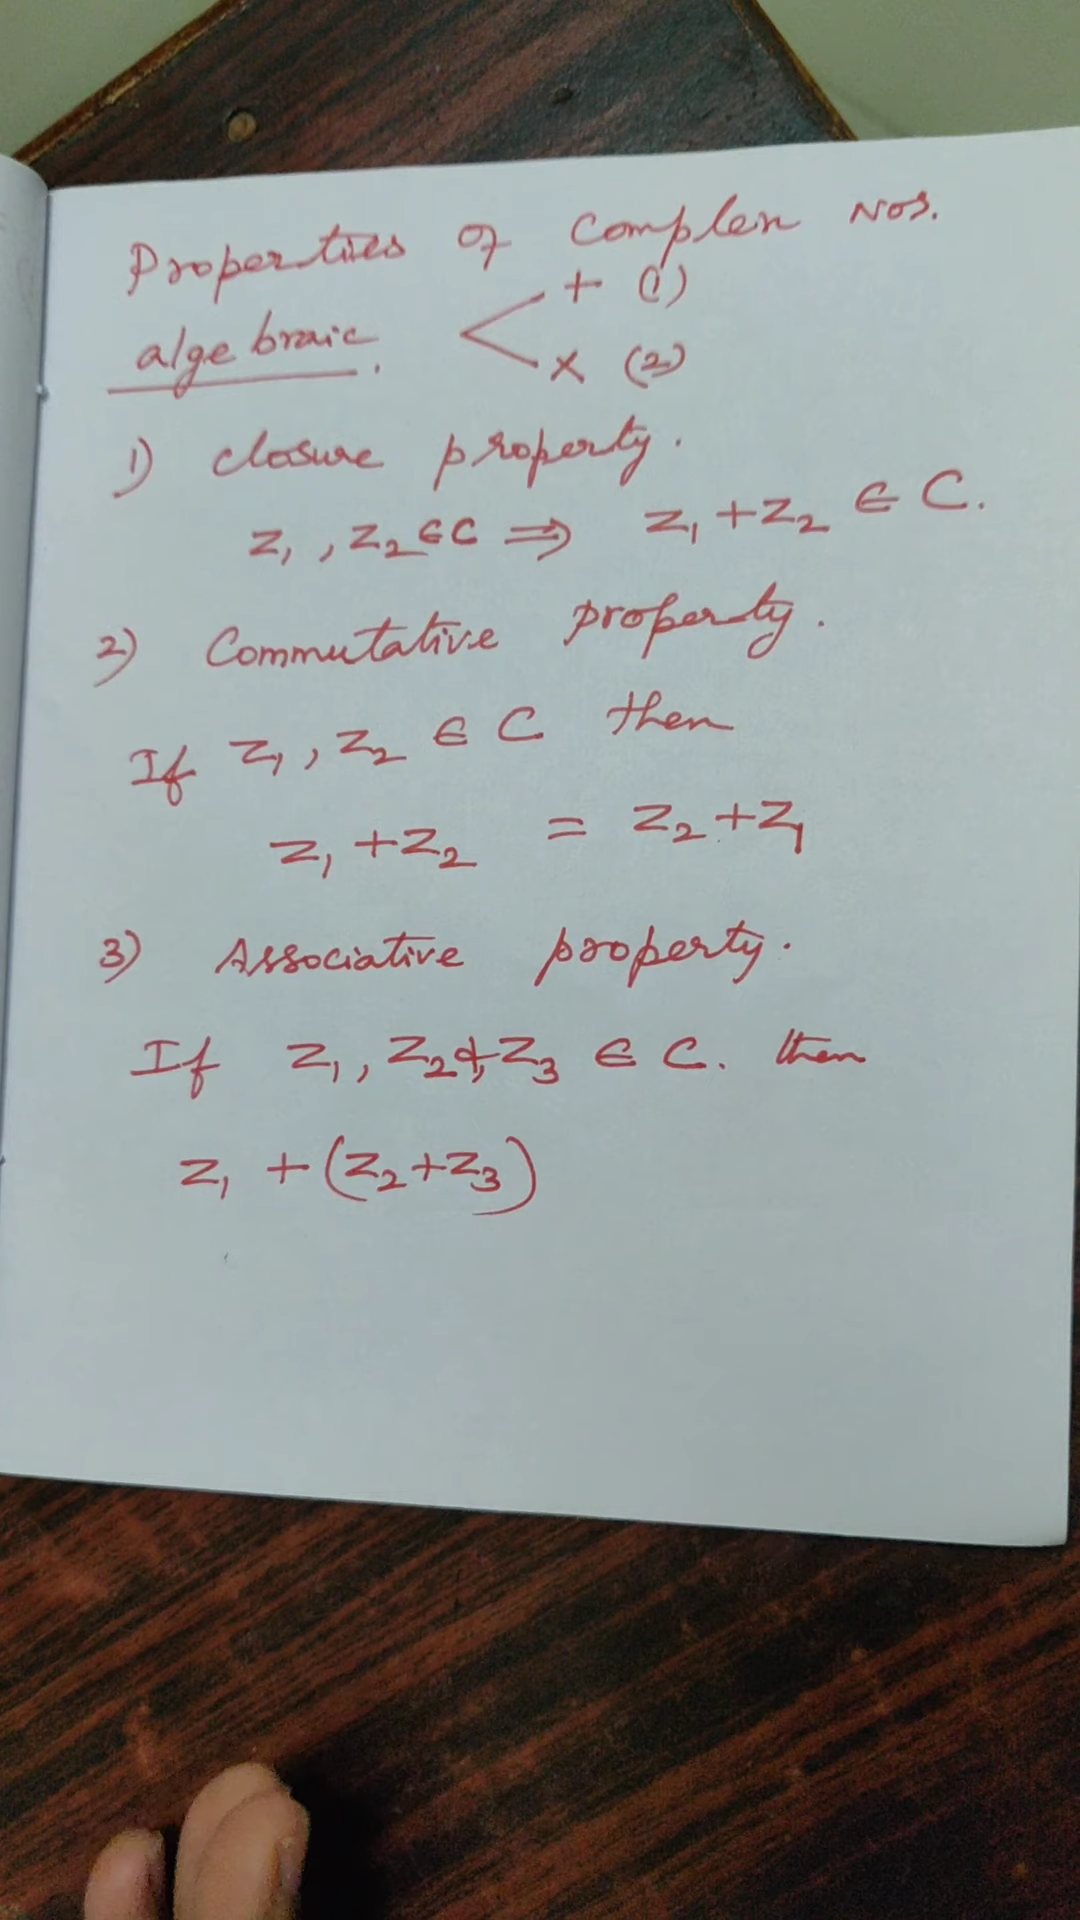 Properties of Complex Nos.
algebraic. < + (1)
× (2)
1) closure property.
z₁, z₂ ∈ C ⇒ z₁ + z₂ ∈ C.
2) Commutative property.
If z₁, z₂ ∈ C then
z₁ + z₂ = z₂ + z₁
3) Associative property.
If z₁, z₂ & z₃ ∈ C. then
z₁ + (z₂ + z₃)